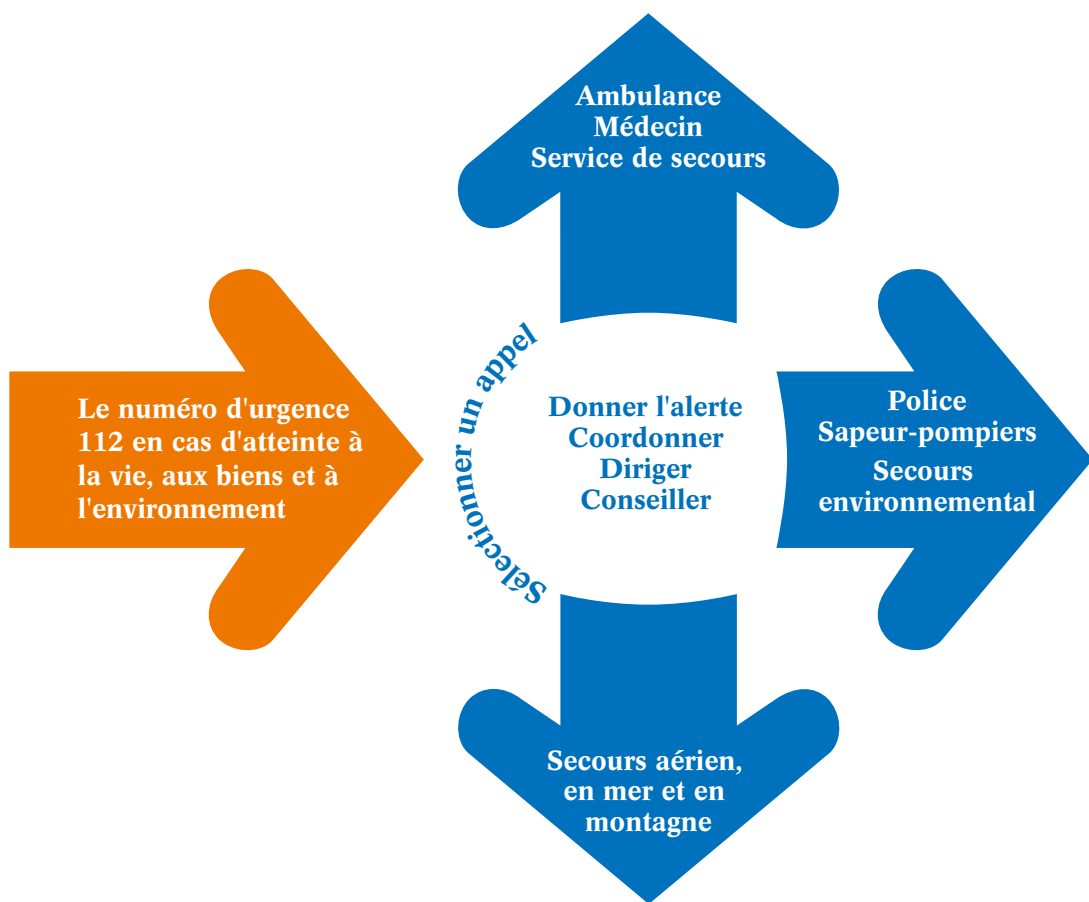 Ambulance
Médecin
Service de secours
Le numéro d'urgence
112 en cas d'atteinte à
la vie, aux biens et à
l'environnement
Sélectionner un appel
Donner l'alerte
Coordonner
Diriger
Conseiller
Police
Sapeur-pompiers
Secours
environnemental
Secours aérien,
en mer et en
montagne